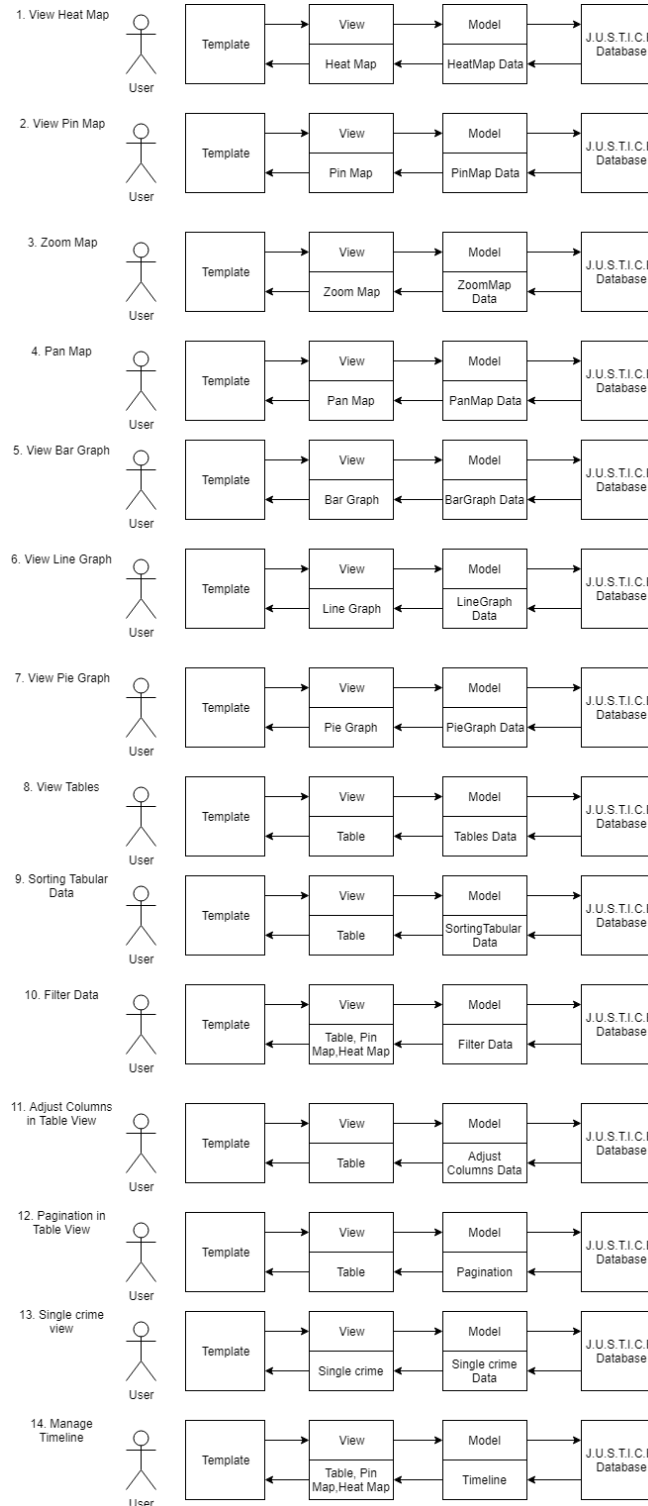 1. View Heat Map
User
Template
View
Heat Map
Model
HeatMap Data
J.U.S.T.I.C.
Database
2. View Pin Map
User
Template
View
Pin Map
Model
PinMap Data
J.U.S.T.I.C.
Database
3. Zoom Map
User
Template
View
Zoom Map
Model
ZoomMap
Data
J.U.S.T.I.C.
Database
4. Pan Map
User
Template
View
Pan Map
Model
PanMap Data
J.U.S.T.I.C.
Database
5. View Bar Graph
User
Template
View
Bar Graph
Model
BarGraph Data
J.U.S.T.I.C.
Database
6. View Line Graph
User
Template
View
Line Graph
Model
LineGraph
Data
J.U.S.T.I.C.
Database
7. View Pie Graph
User
Template
View
Pie Graph
Model
PieGraph Data
J.U.S.T.I.C.
Database
8. View Tables
User
Template
View
Table
Model
Tables Data
J.U.S.T.I.C.
Database
9. Sorting Tabular
Data
User
Template
View
Table
Model
SortingTabular
Data
J.U.S.T.I.C.
Database
10. Filter Data
User
Template
View
Table, Pin
Map,Heat Map
Model
Filter Data
J.U.S.T.I.C.
Database
11. Adjust Columns
in Table View
User
Template
View
Table
Model
Adjust
Columns Data
J.U.S.T.I.C.
Database
12. Pagination in
Table View
User
Template
View
Table
Model
Pagination
J.U.S.T.I.C.
Database
13. Single crime
view
User
Template
View
Single crime
Model
Single crime
Data
J.U.S.T.I.C.
Database
14. Manage
Timeline
User
Template
View
Table, Pin
Map,Heat Map
Model
Timeline
J.U.S.T.I.C.
Database